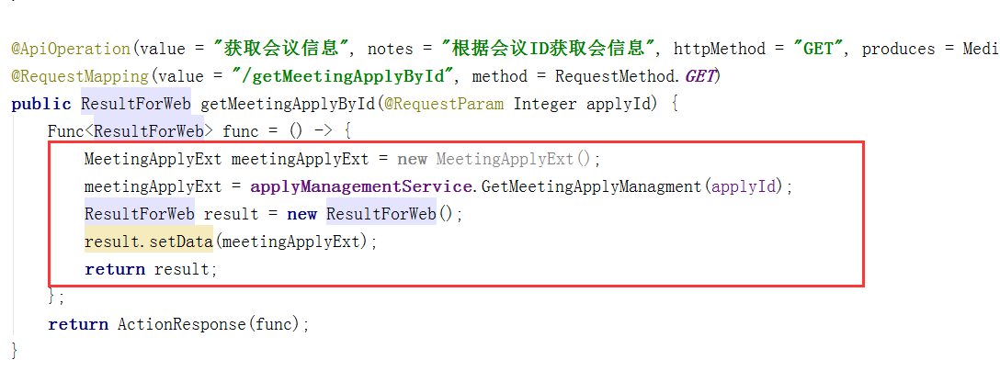 @ApiOperation(value = "获取会议信息", notes = "根据会议ID获取会信息", httpMethod = "GET", produces = Medi
@RequestMapping(value = "/getMeetingApplyById", method = RequestMethod.GET)
public ResultForWeb getMeetingApplyById(@RequestParam Integer applyId) {
Func<ResultForWeb> func = () -> {
MeetingApplyExt meetingApplyExt = new MeetingApplyExt();
meetingApplyExt = applyManagementService.GetMeetingApplyManagment(applyId);
ResultForWeb result = new ResultForWeb();
result.setData(meetingApplyExt);
return result;
};
return ActionResponse(func);
}